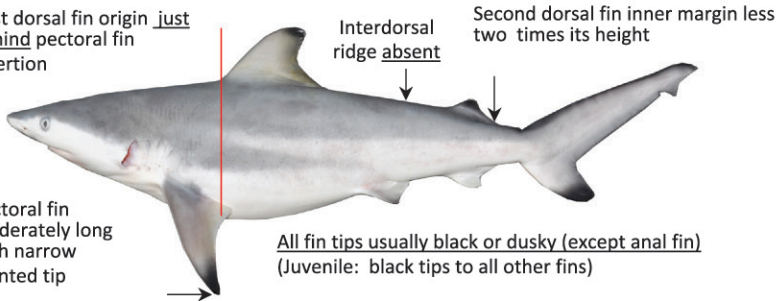 st dorsal fin origin just
hind pectoral fin
ertion
Interdorsal
ridge absent
Second dorsal fin inner margin less
two times its height
ctoral fin
derately long
h narrow
nted tip
All fin tips usually black or dusky (except anal fin)
(Juvenile: black tips to all other fins)